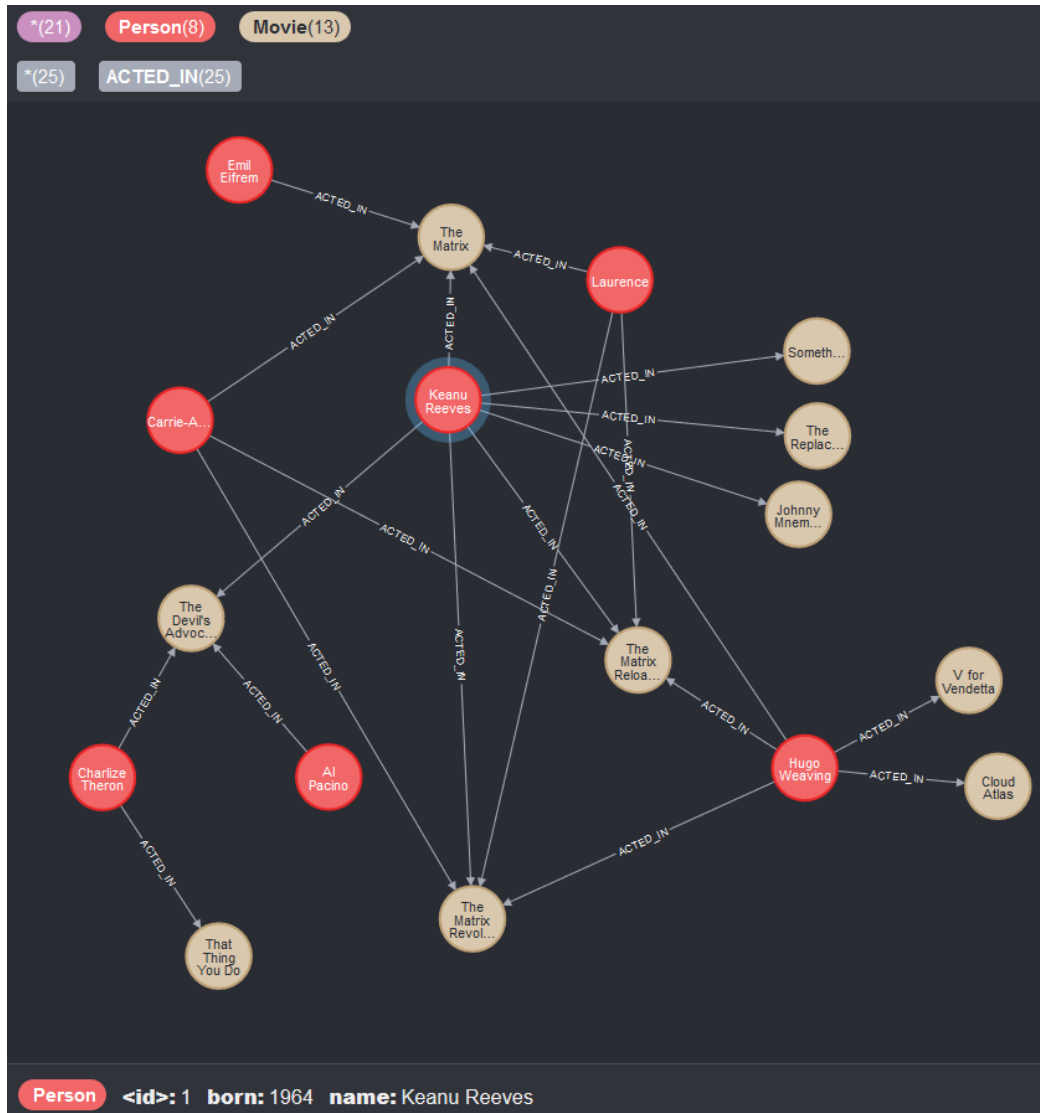 *(21) Person(8) Movie(13)
*(25) ACTED_IN(25)
Emil
Eifrem
ACTED_IN
The
Matrix
ACTED_IN
Laurence
ACTED_IN
ACTED_IN
Someth...
ACTED_IN
Keanu
Reeves
Carrie-A...
ACTED_IN
The
Replac...
ACTED_IN
ACTED_IN
ACTED_IN
ACTED_IN
Johnny
Mnem...
ACTED_IN
ACTED_IN
ACTED_IN
ACTED_IN
The
Devil's
Advoc...
ACTED_IN
ACTED_IN
The
Matrix
Reloa...
V for
Vendetta
ACTED_IN
ACTED_IN
ACTED_IN
ACTED_IN
Charlize
Theron
Al
Pacino
Hugo
Weaving
ACTED_IN
Cloud
Atlas
ACTED_IN
ACTED_IN
The
Matrix
Revol...
That
Thing
You Do
Person <id>: 1 born: 1964 name: Keanu Reeves